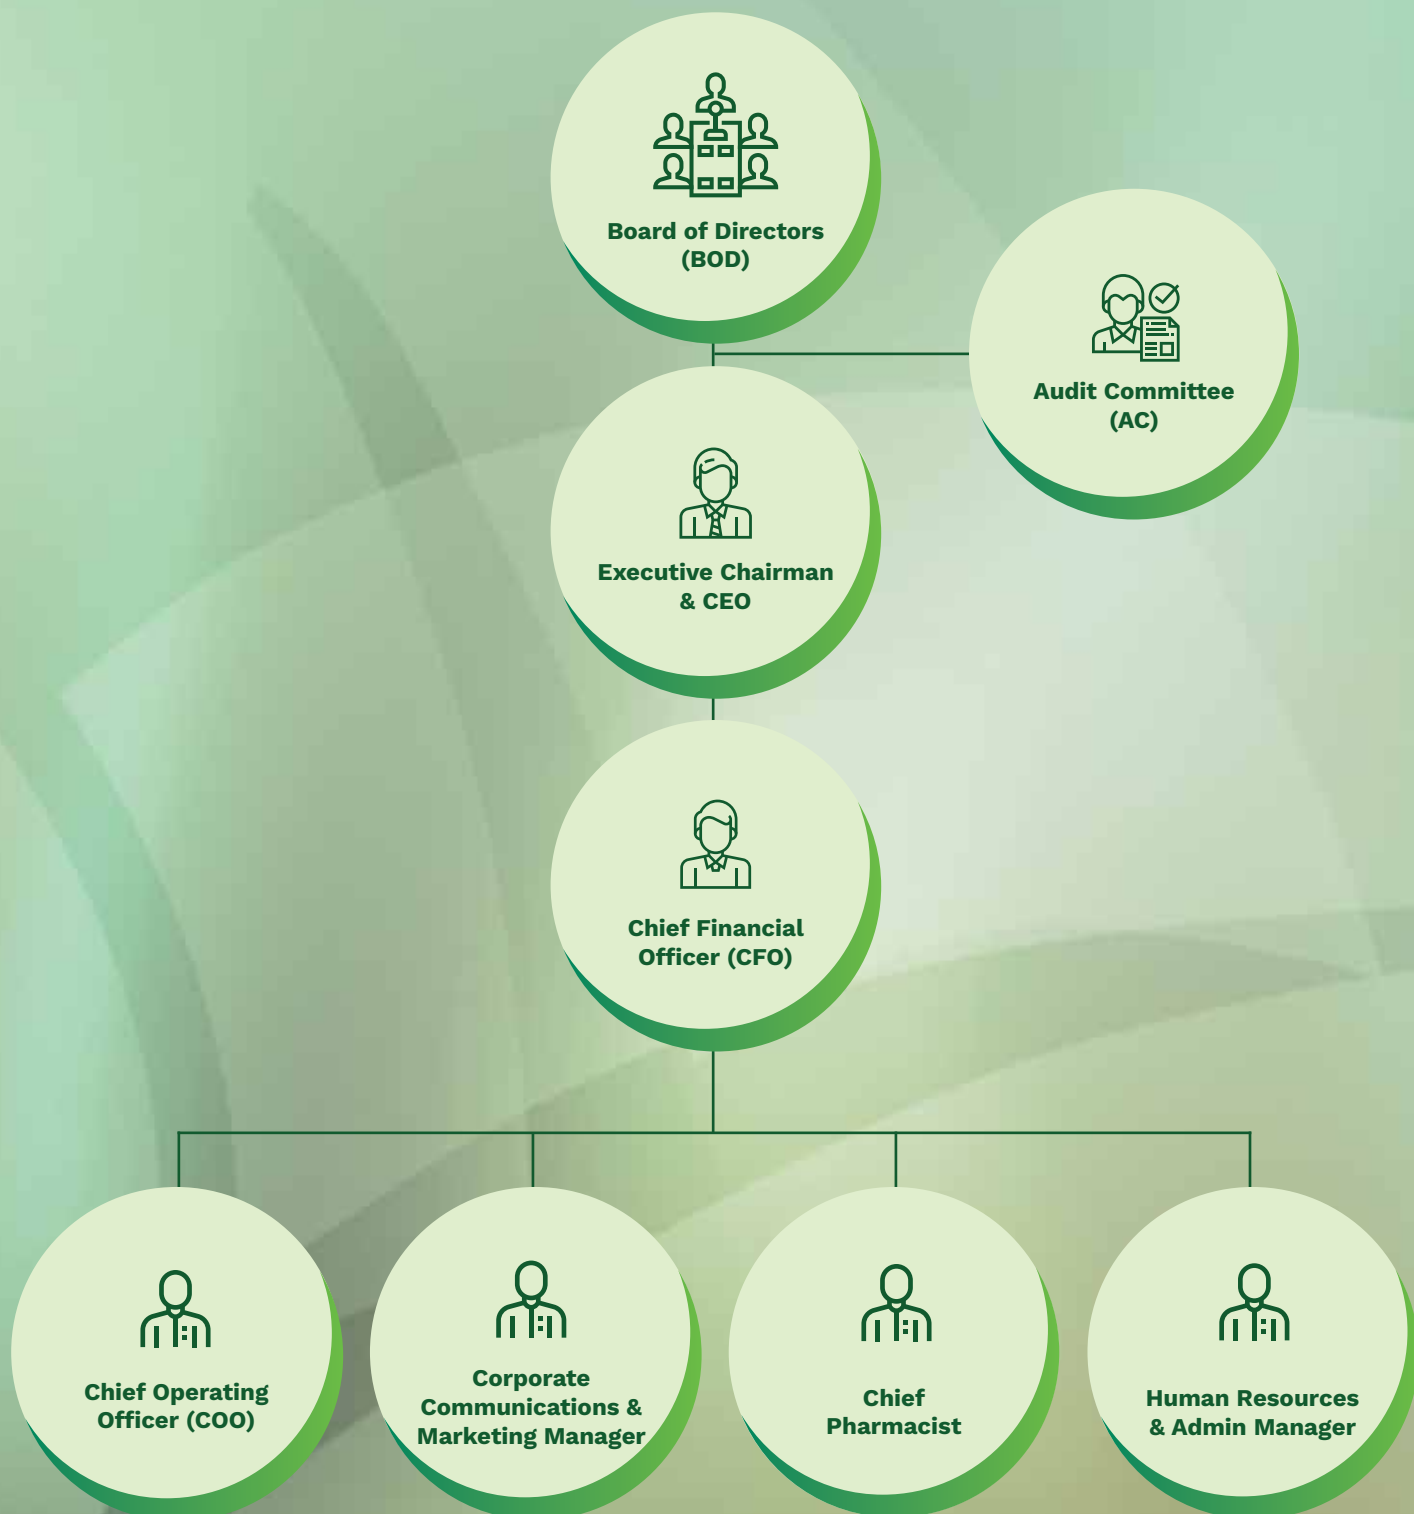 Board of Directors
(BOD)
Audit Committee
(AC)
Executive Chairman
& CEO
Chief Financial
Officer (CFO)
Chief Operating
Officer (COO)
Corporate
Communications &
Marketing Manager
Chief
Pharmacist
Human Resources
& Admin Manager